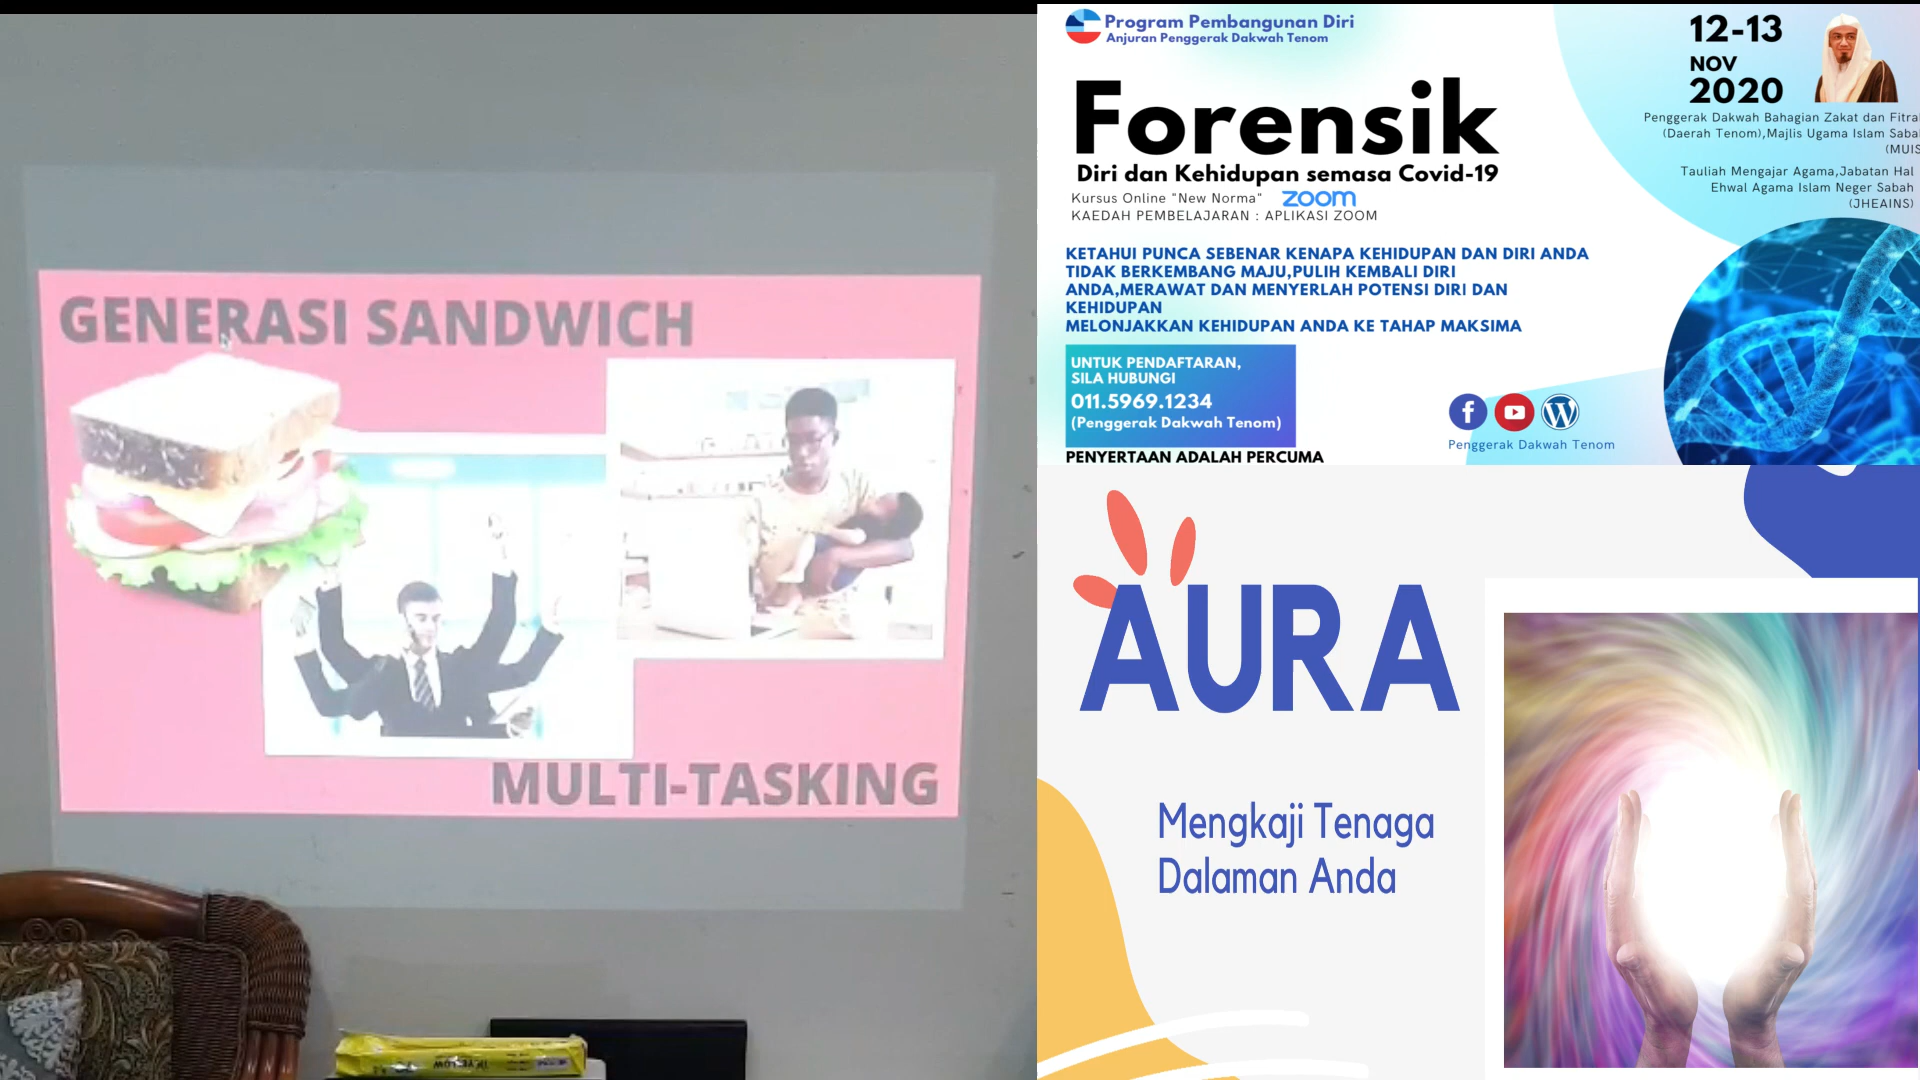 GENERASI SANDWICH
MULTI-TASKING
Program Pembangunan Diri
Anjuran Penggerak Dakwah Tenom
12-13
NOV
2020
Penggerak Dakwah Bahagian Zakat dan Fitra
(Daerah Tenom),Majlis Ugama Islam Saba
(MUIS
Tauliah Mengajar Agama,Jabatan Hal
Ehwal Agama Islam Neger Sabah
(JHEAINS)
Forensik
Diri dan Kehidupan semasa Covid-19
Kursus Online "New Norma" zoom
KAEDAH PEMBELAJARAN : APLIKASI ZOOM
KETAHUI PUNCA SEBENAR KENAPA KEHIDUPAN DAN DIRI ANDA
TIDAK BERKEMBANG MAJU,PULIH KEMBALI DIRI
ANDA,MERAWAT DAN MENYERLAH POTENSI DIRI DAN
KEHIDUPAN
MELONJAKKAN KEHIDUPAN ANDA KE TAHAP MAKSIMA
UNTUK PENDAFTARAN,
SILA HUBUNGI
011.5969.1234
(Penggerak Dakwah Tenom)
PENYERTAAN ADALAH PERCUMA
Penggerak Dakwah Tenom
AURA
Mengkaji Tenaga
Dalaman Anda